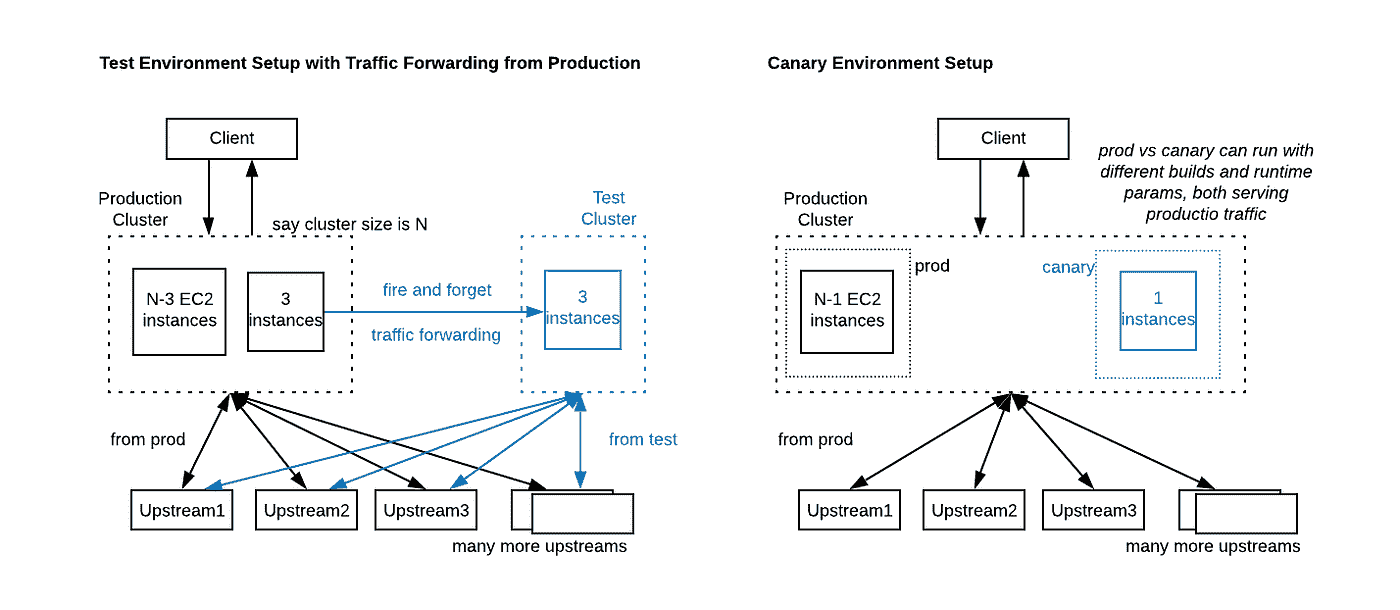 Test Environment Setup with Traffic Forwarding from Production
Client
Production
Cluster
say cluster size is N
Test
Cluster
N-3 EC2
instances
3
instances
fire and forget
traffic forwarding
3
instances
from prod
from test
Upstream1
Upstream2
Upstream3
many more upstreams
Canary Environment Setup
Client
prod vs canary can run with
different builds and runtime
params, both serving
productio traffic
Production
Cluster
prod
canary
N-1 EC2
instances
1
instances
from prod
Upstream1
Upstream2
Upstream3
many more upstreams